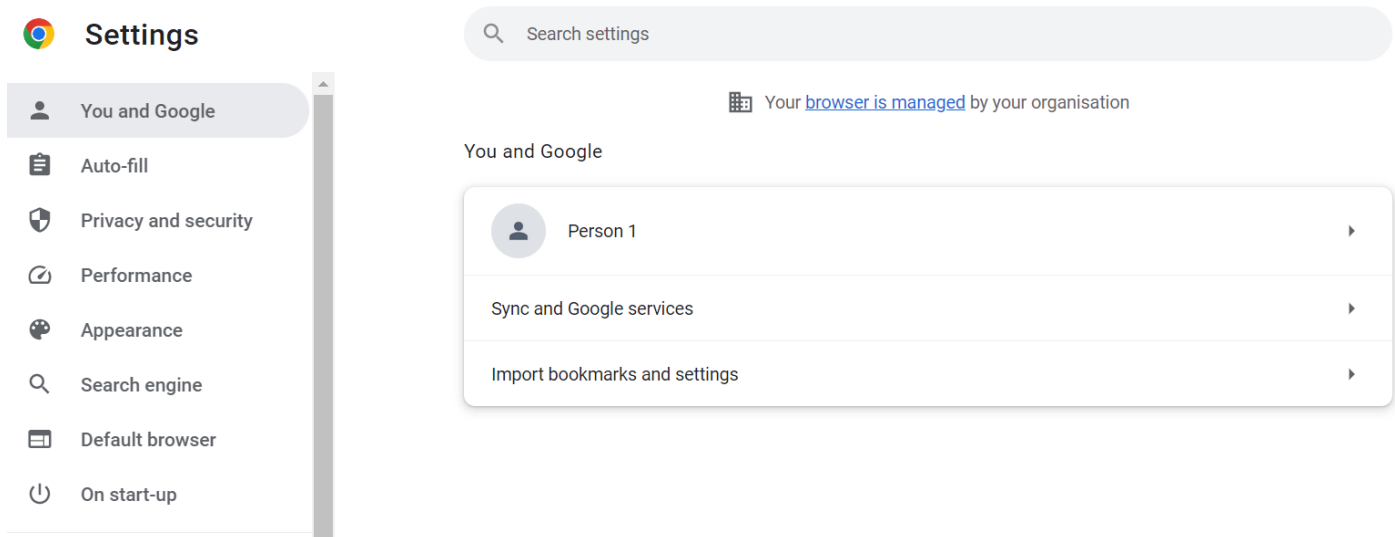 Settings
Search settings
You and Google
Auto-fill
Privacy and security
Performance
Appearance
Search engine
Default browser
On start-up
Your browser is managed by your organisation
You and Google
Person 1
Sync and Google services
Import bookmarks and settings